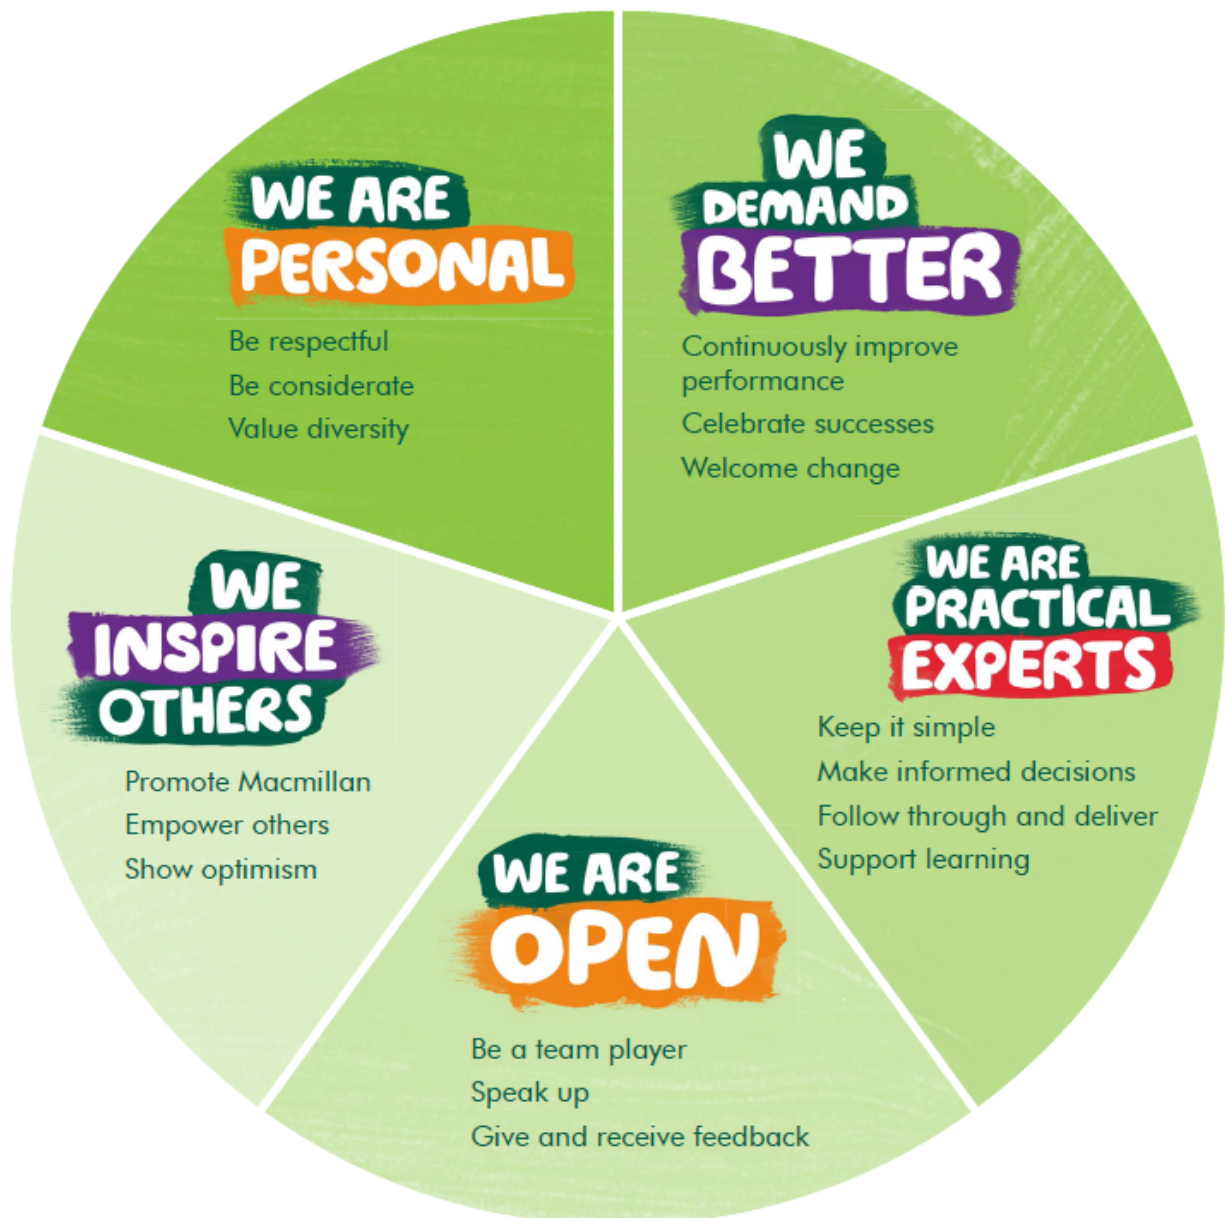 WE ARE
PERSONAL
Be respectful
Be considerate
Value diversity
WE
DEMAND
BETTER
Continuously improve
performance
Celebrate successes
Welcome change
WE ARE
PRACTICAL
EXPERTS
Keep it simple
Make informed decisions
Follow through and deliver
Support learning
WE ARE
OPEN
Be a team player
Speak up
Give and receive feedback
WE
INSPIRE
OTHERS
Promote Macmillan
Empower others
Show optimism